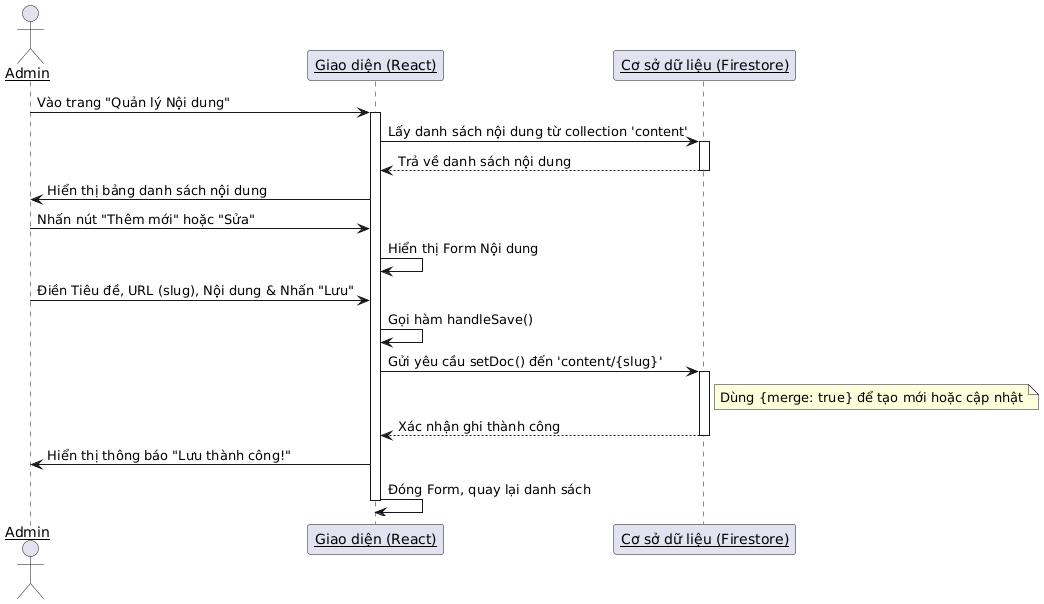 Admin
Giao diện (React)
Cơ sở dữ liệu (Firestore)
Vào trang "Quản lý Nội dung"
Lấy danh sách nội dung từ collection 'content'
Trả về danh sách nội dung
Hiển thị bảng danh sách nội dung
Nhấn nút "Thêm mới" hoặc "Sửa"
Hiển thị Form Nội dung
Điền Tiêu đề, URL (slug), Nội dung & Nhấn "Lưu"
Gọi hàm handleSave()
Gửi yêu cầu setDoc() đến 'content/{slug}'
Dùng {merge: true} để tạo mới hoặc cập nhật
Xác nhận ghi thành công
Hiển thị thông báo "Lưu thành công!"
Đóng Form, quay lại danh sách
Admin
Giao diện (React)
Cơ sở dữ liệu (Firestore)